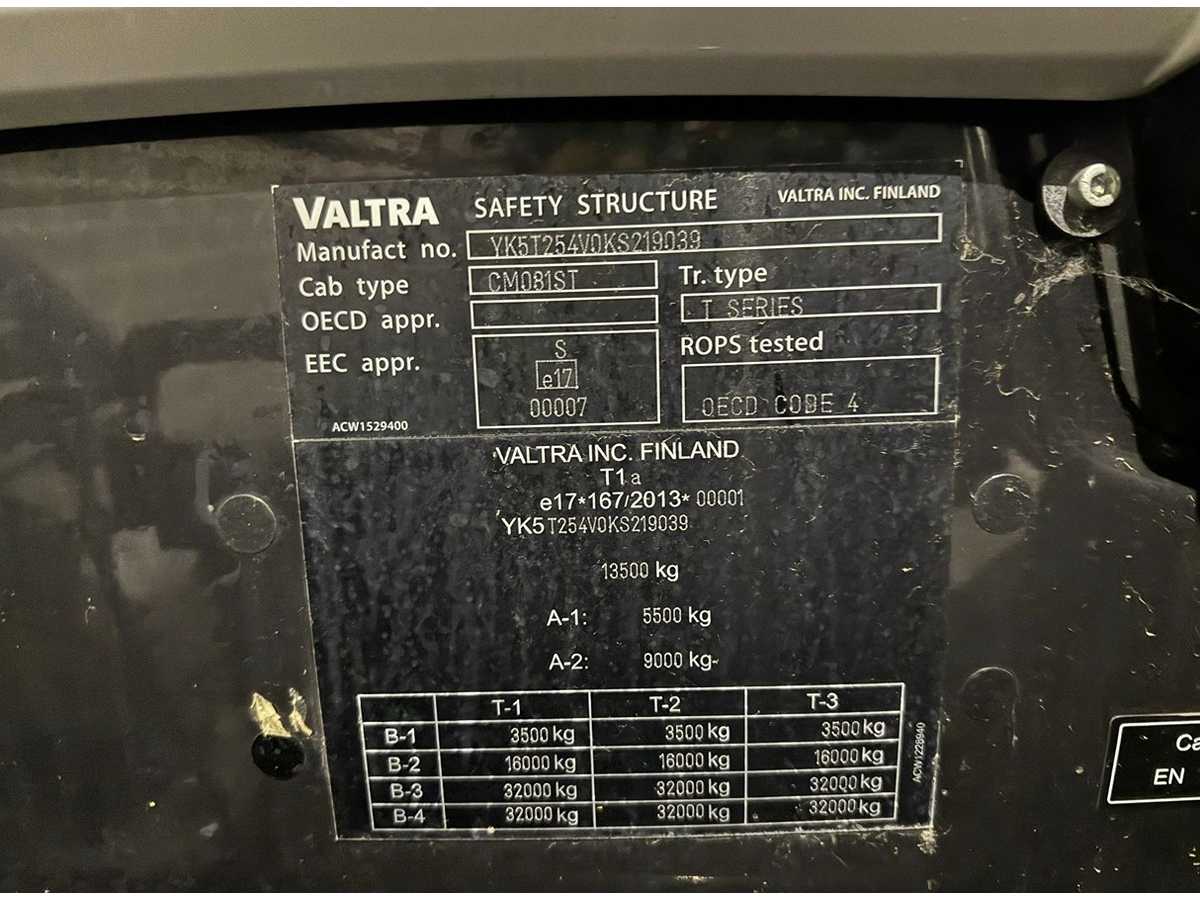 VALTRA SAFETY STRUCTURE VALTRA INC. FINLAND
Manufact no. YK5T254V0KS219039
Cab type CM081ST Tr. type
OECD appr. T SERIES
EEC appr. S ROPS tested
e17
00007 OECD CODE 4
ACW1529400
VALTRA INC. FINLAND
T1a
e17*167/2013*00001
YK5T254V0KS219039
13500 kg
A-1: 5500 kg
A-2: 9000 kg
T-1 T-2 T-3
B-1 3500 kg 3500 kg 3500 kg
B-2 16000 kg 16000 kg 16000 kg
B-3 32000 kg 32000 kg 32000 kg
B-4 32000 kg 32000 kg 32000 kg
ACW1228940
Ca
EN